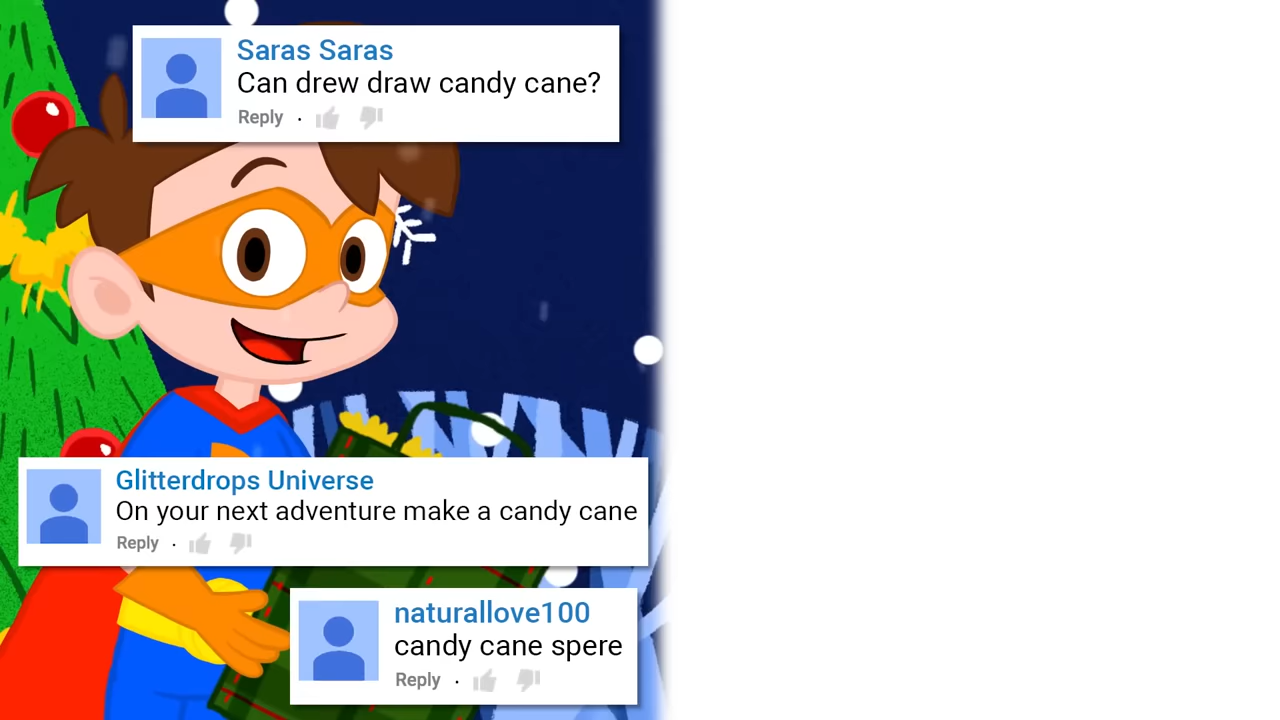 Saras Saras
Can drew draw candy cane?
Reply ·
Glitterdrops Universe
On your next adventure make a candy cane
Reply ·
naturallove100
candy cane spere
Reply ·